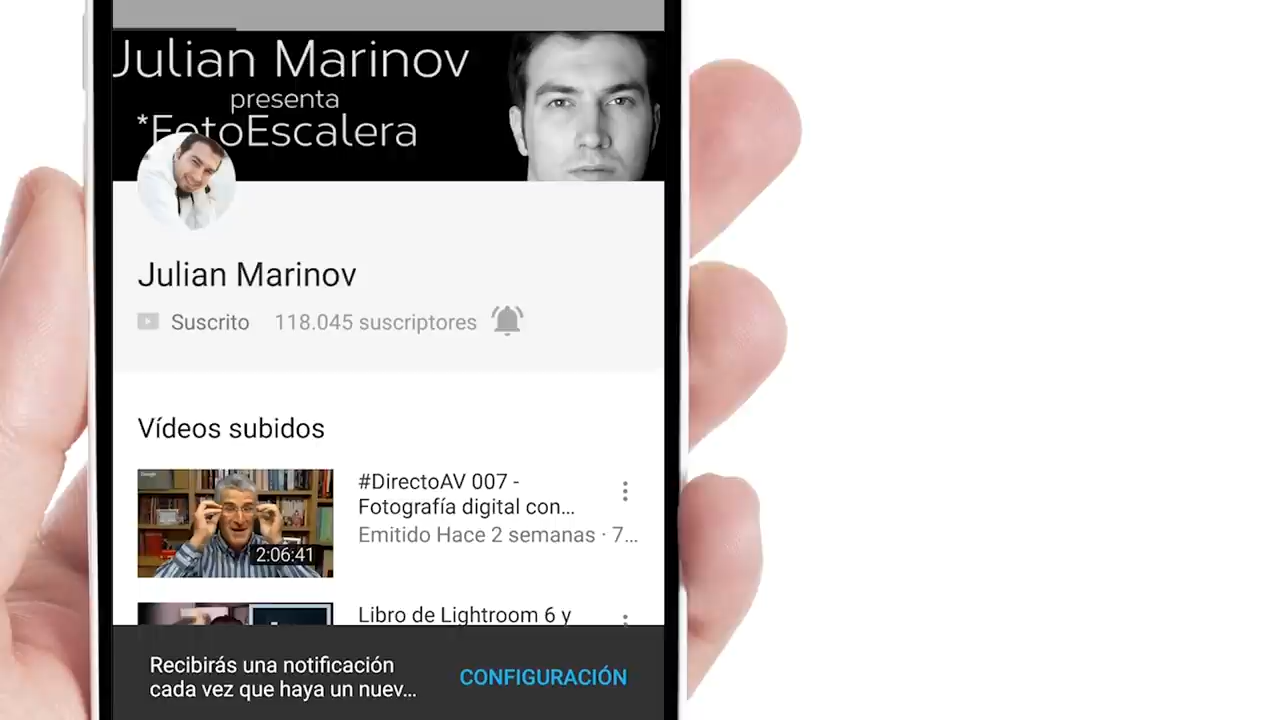 Julian Marinov
presenta
*FotoEscalera
Julian Marinov
Suscrito 118.045 suscriptores
Vídeos subidos
#DirectoAV 007 -
Fotografía digital con...
Emitido Hace 2 semanas · 7...
Google
2:06:41
Libro de Lightroom 6 y
Recibirás una notificación
cada vez que haya un nuev...
CONFIGURACIÓN